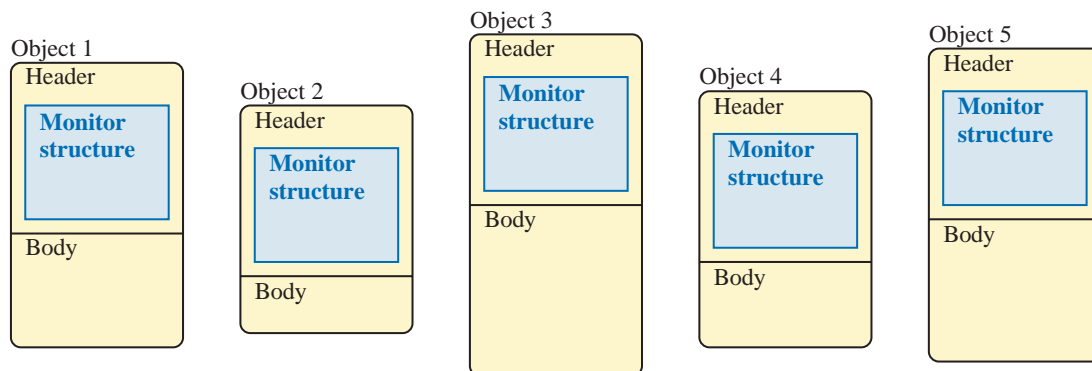 Object 1
Header
Monitor
structure
Body
Object 2
Header
Monitor
structure
Body
Object 3
Header
Monitor
structure
Body
Object 4
Header
Monitor
structure
Body
Object 5
Header
Monitor
structure
Body